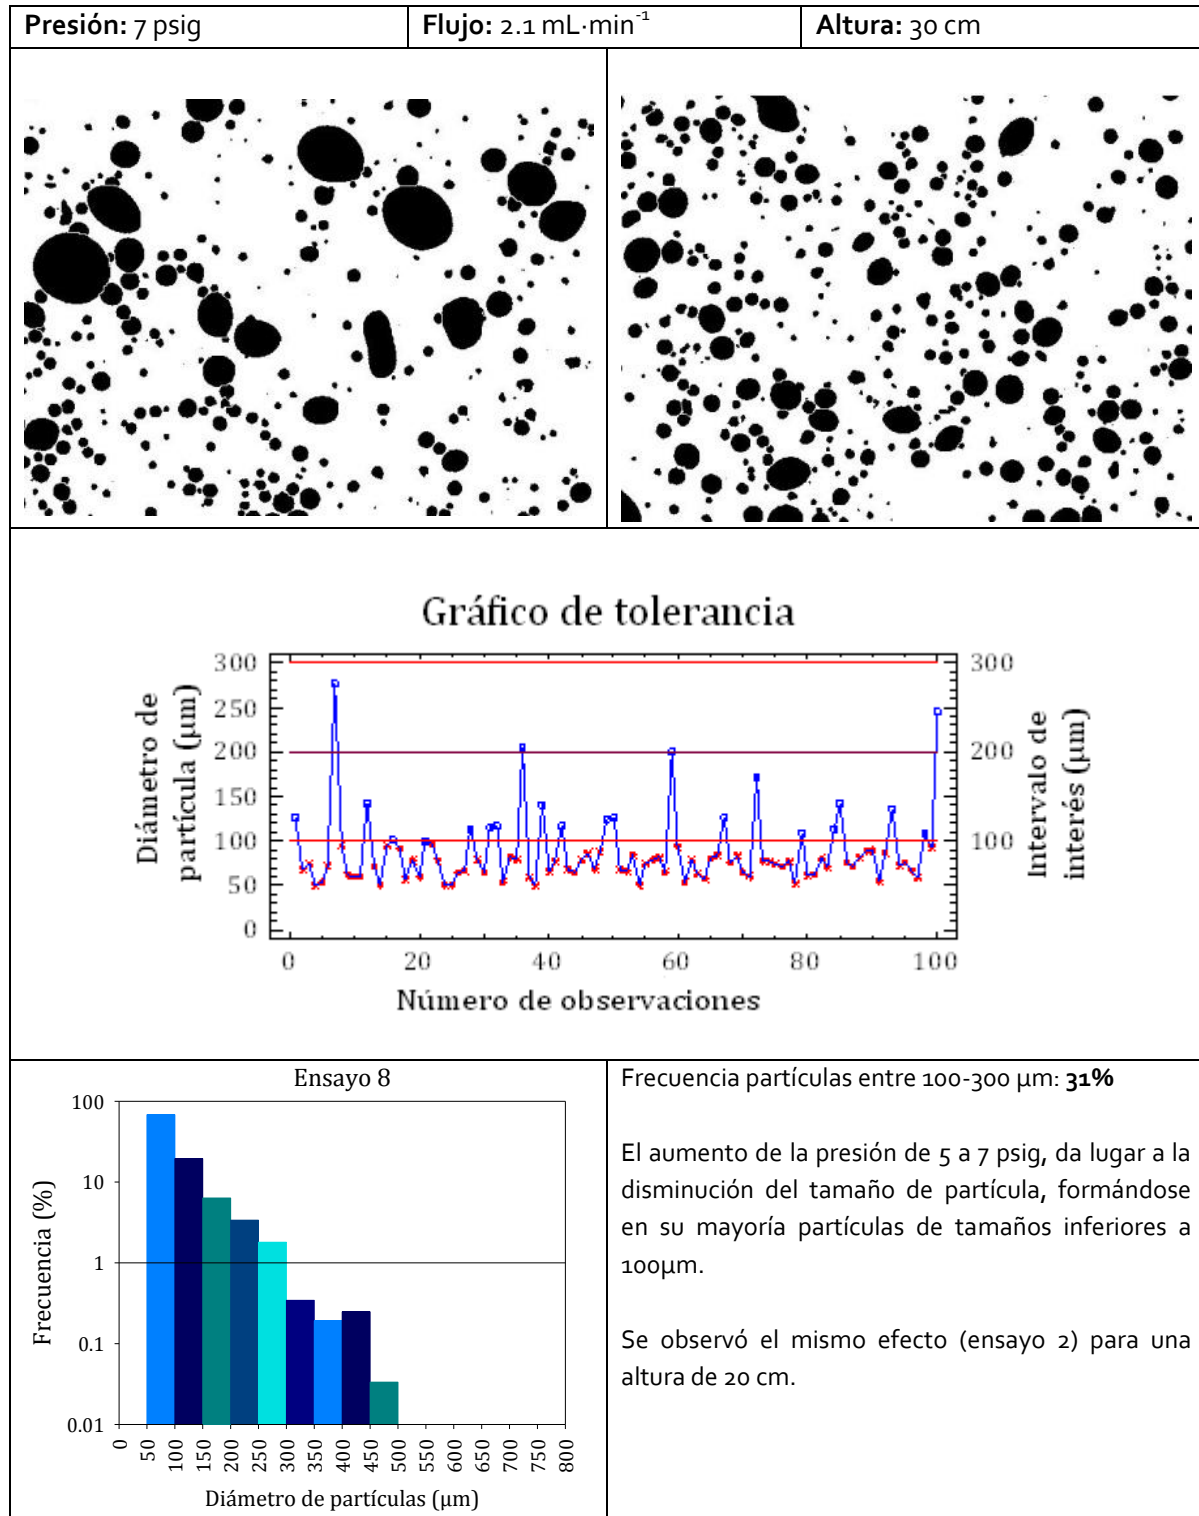 Presión: 7 psig Flujo: 2.1 mL·min⁻¹ Altura: 30 cm
Gráfico de tolerancia
Diámetro de
partícula (μm)
300
250
200
150
100
50
0
300
200
100
Intervalo de
interés (μm)
0 20 40 60 80 100
Número de observaciones
Ensayo 8
Frecuencia (%)
100
10
1
0.1
0.01
0 50 100 150 200 250 300 350 400 450 500 550 600 650 700 750 800
Diámetro de partículas (μm)
Frecuencia partículas entre 100-300 μm: 31%
El aumento de la presión de 5 a 7 psig, da lugar a la
disminución del tamaño de partícula, formándose
en su mayoría partículas de tamaños inferiores a
100μm.
Se observó el mismo efecto (ensayo 2) para una
altura de 20 cm.